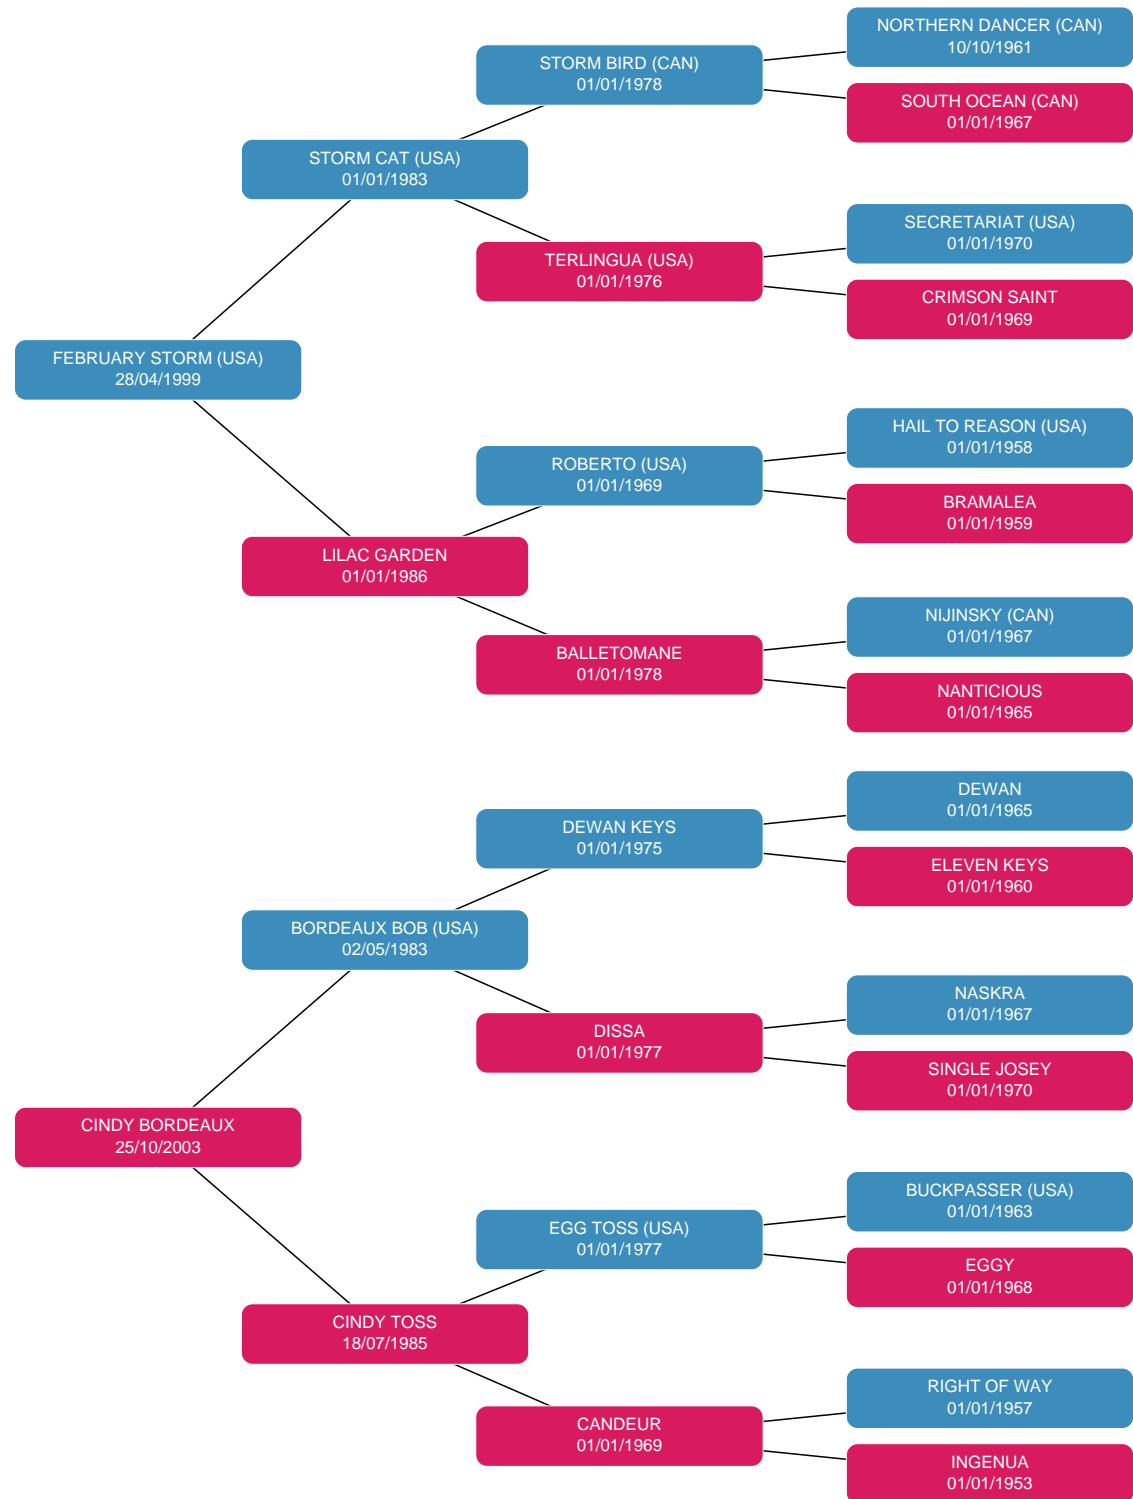 NORTHERN DANCER (CAN)
10/10/1961
STORM BIRD (CAN)
01/01/1978
SOUTH OCEAN (CAN)
01/01/1967
STORM CAT (USA)
01/01/1983
SECRETARIAT (USA)
01/01/1970
TERLINGUA (USA)
01/01/1976
CRIMSON SAINT
01/01/1969
FEBRUARY STORM (USA)
28/04/1999
HAIL TO REASON (USA)
01/01/1958
ROBERTO (USA)
01/01/1969
BRAMALEA
01/01/1959
LILAC GARDEN
01/01/1986
NIJINSKY (CAN)
01/01/1967
BALLETOMANE
01/01/1978
NANTICIOUS
01/01/1965
DEWAN
01/01/1965
DEWAN KEYS
01/01/1975
ELEVEN KEYS
01/01/1960
BORDEAUX BOB (USA)
02/05/1983
NASKRA
01/01/1967
DISSA
01/01/1977
SINGLE JOSEY
01/01/1970
CINDY BORDEAUX
25/10/2003
BUCKPASSER (USA)
01/01/1963
EGG TOSS (USA)
01/01/1977
EGGY
01/01/1968
CINDY TOSS
18/07/1985
RIGHT OF WAY
01/01/1957
CANDEUR
01/01/1969
INGENUA
01/01/1953